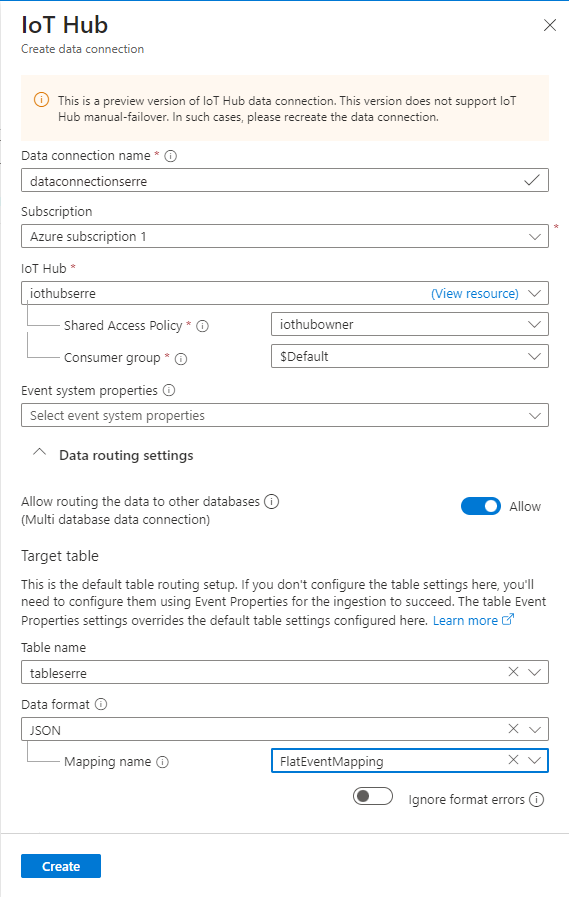 IoT Hub
Create data connection
This is a preview version of IoT Hub data connection. This version does not support IoT
Hub manual-failover. In such cases, please recreate the data connection.
Data connection name *
dataconnectionserre
Subscription
Azure subscription 1
*
IoT Hub *
iothubserre (View resource)
Shared Access Policy * iothubowner
Consumer group * $Default
Event system properties
Select event system properties
Data routing settings
Allow routing the data to other databases
(Multi database data connection)
Allow
Target table
This is the default table routing setup. If you don't configure the table settings here, you'll
need to configure them using Event Properties for the ingestion to succeed. The table Event
Properties settings overrides the default table settings configured here. Learn more
Table name
tableserre
Data format
JSON
Mapping name FlatEventMapping
Ignore format errors
Create